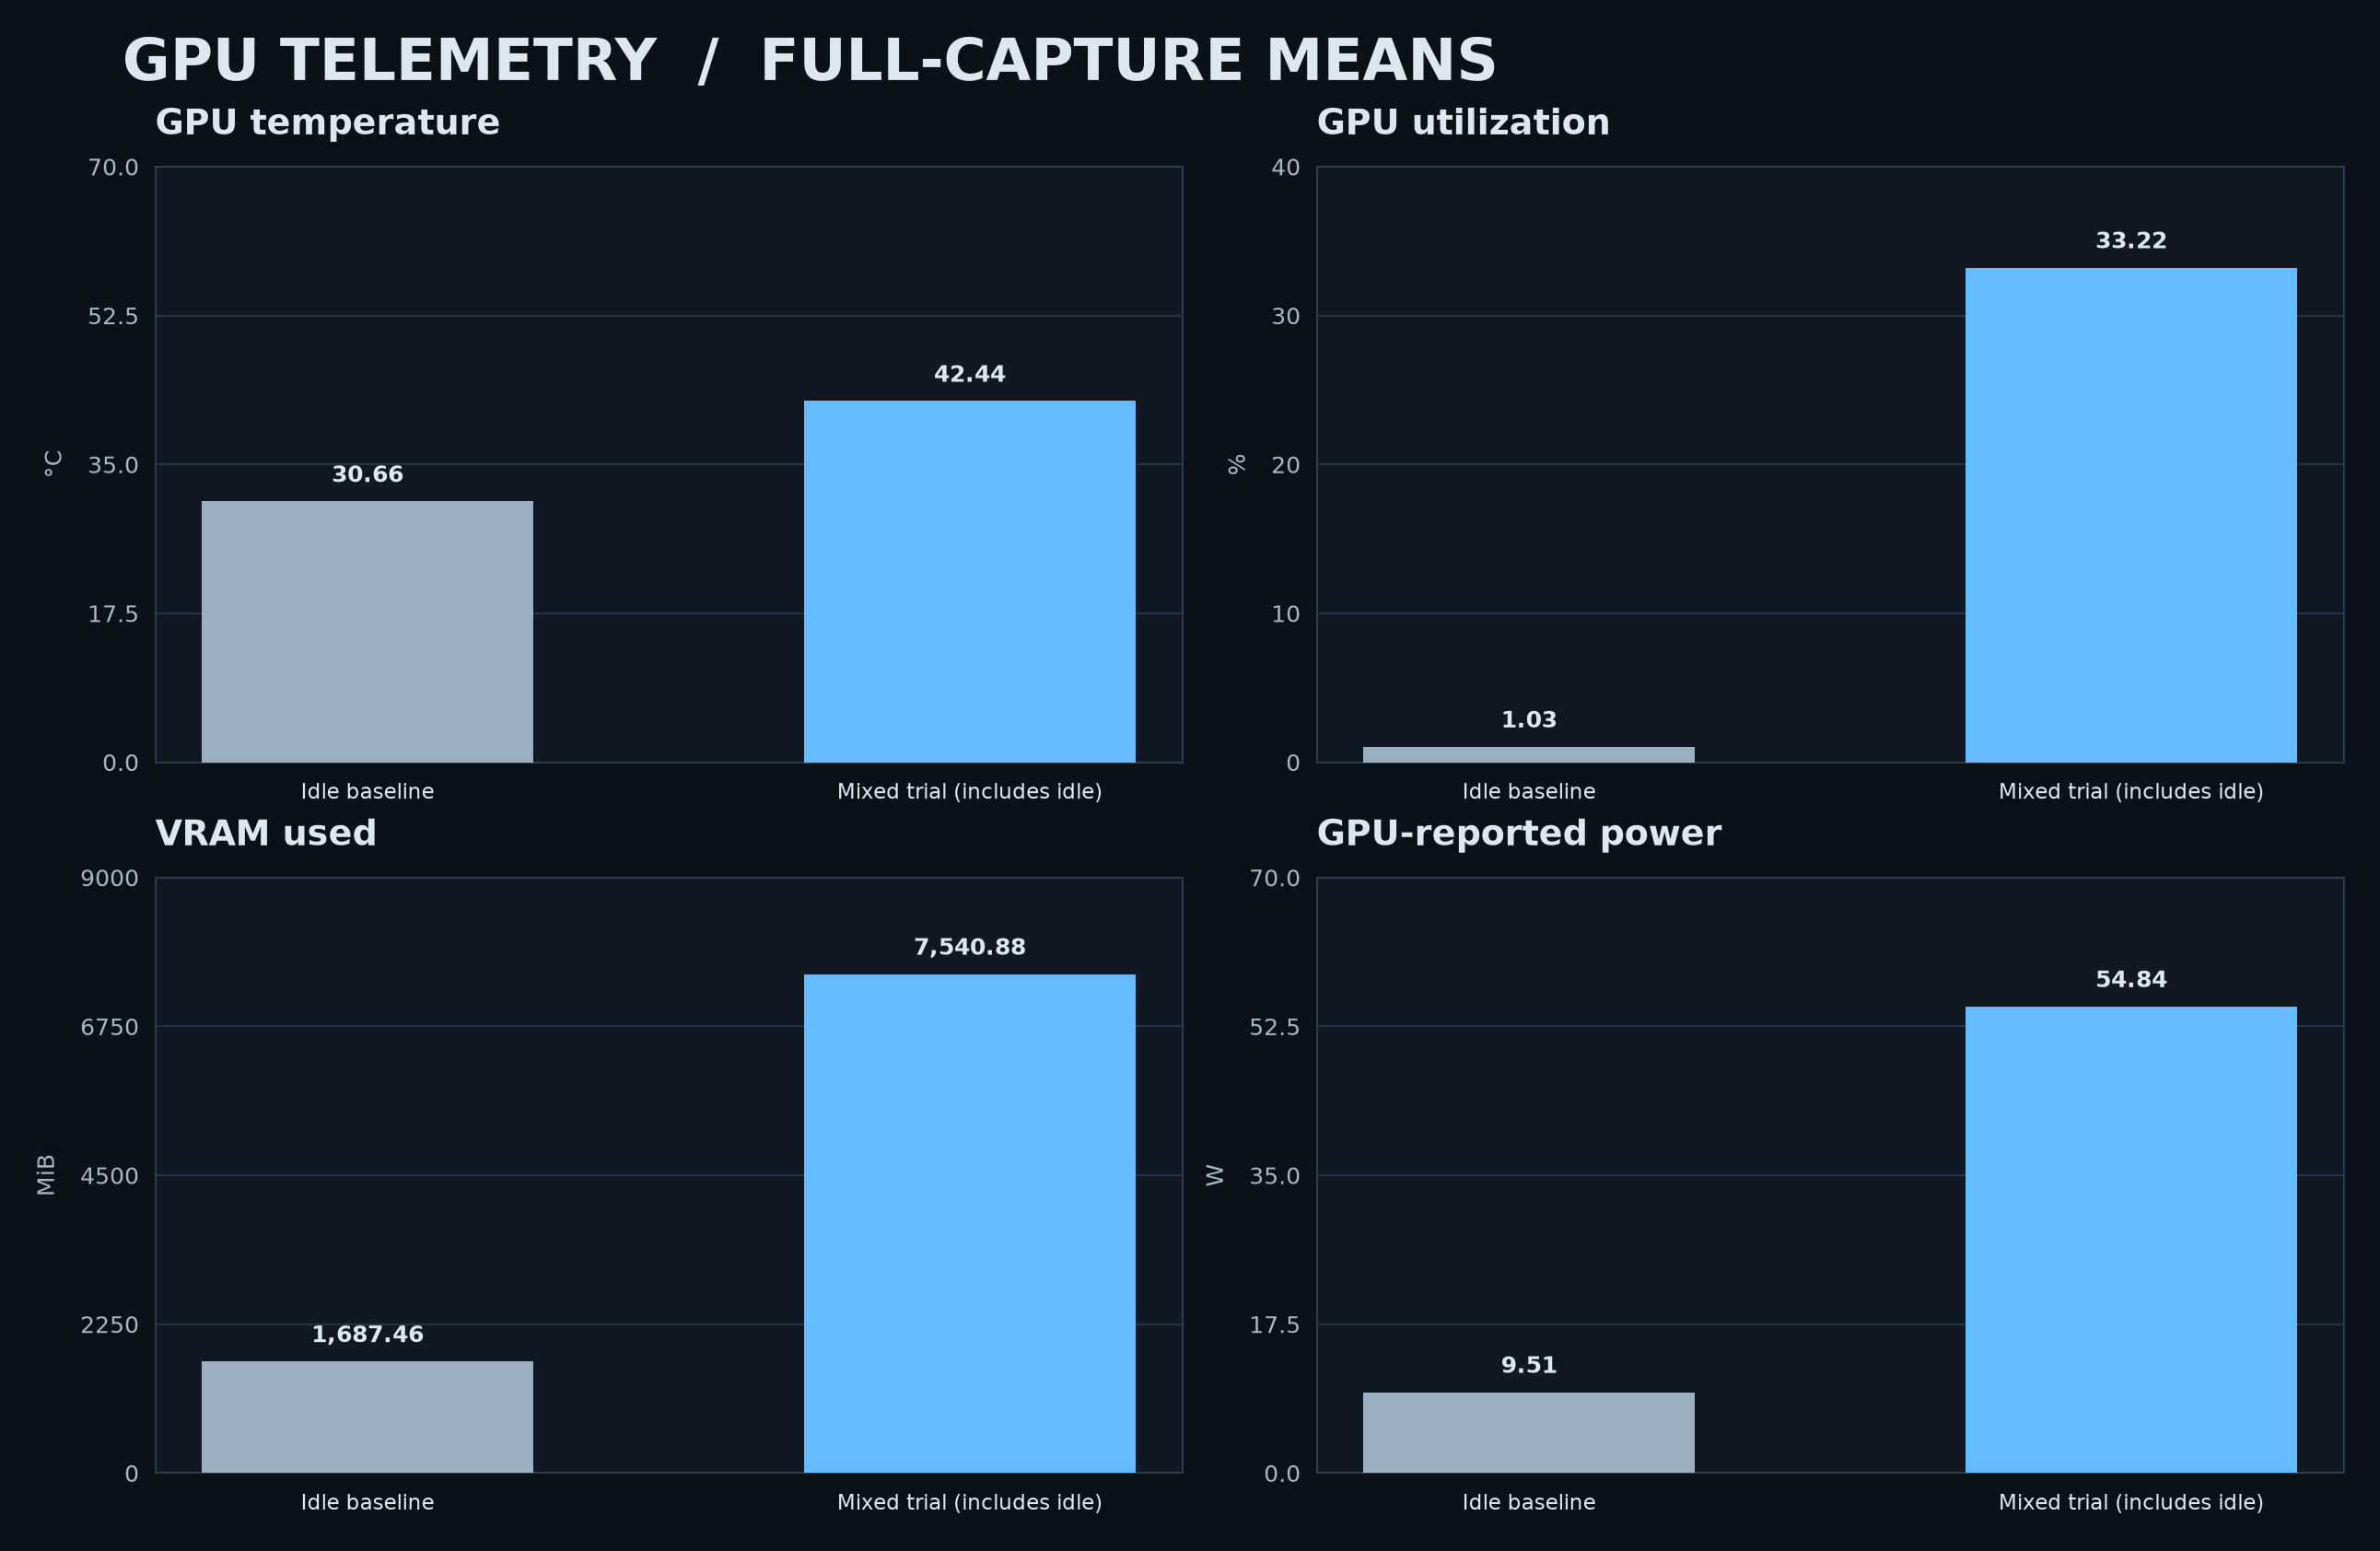 GPU TELEMETRY / FULL-CAPTURE MEANS
GPU temperature
70.0
52.5
35.0
17.5
0.0
°C
30.66
42.44
Idle baseline
Mixed trial (includes idle)
GPU utilization
40
30
20
10
0
%
1.03
33.22
Idle baseline
Mixed trial (includes idle)
VRAM used
9000
6750
4500
2250
0
MiB
1,687.46
7,540.88
Idle baseline
Mixed trial (includes idle)
GPU-reported power
70.0
52.5
35.0
17.5
0.0
W
9.51
54.84
Idle baseline
Mixed trial (includes idle)